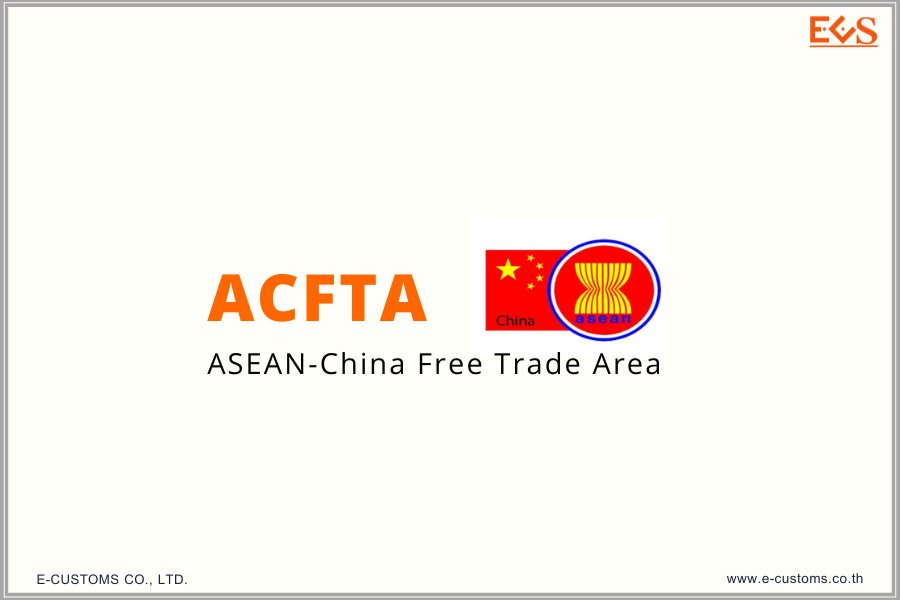 ECS
ACFTA
China
asean
ASEAN-China Free Trade Area
E-CUSTOMS CO., LTD.
www.e-customs.co.th